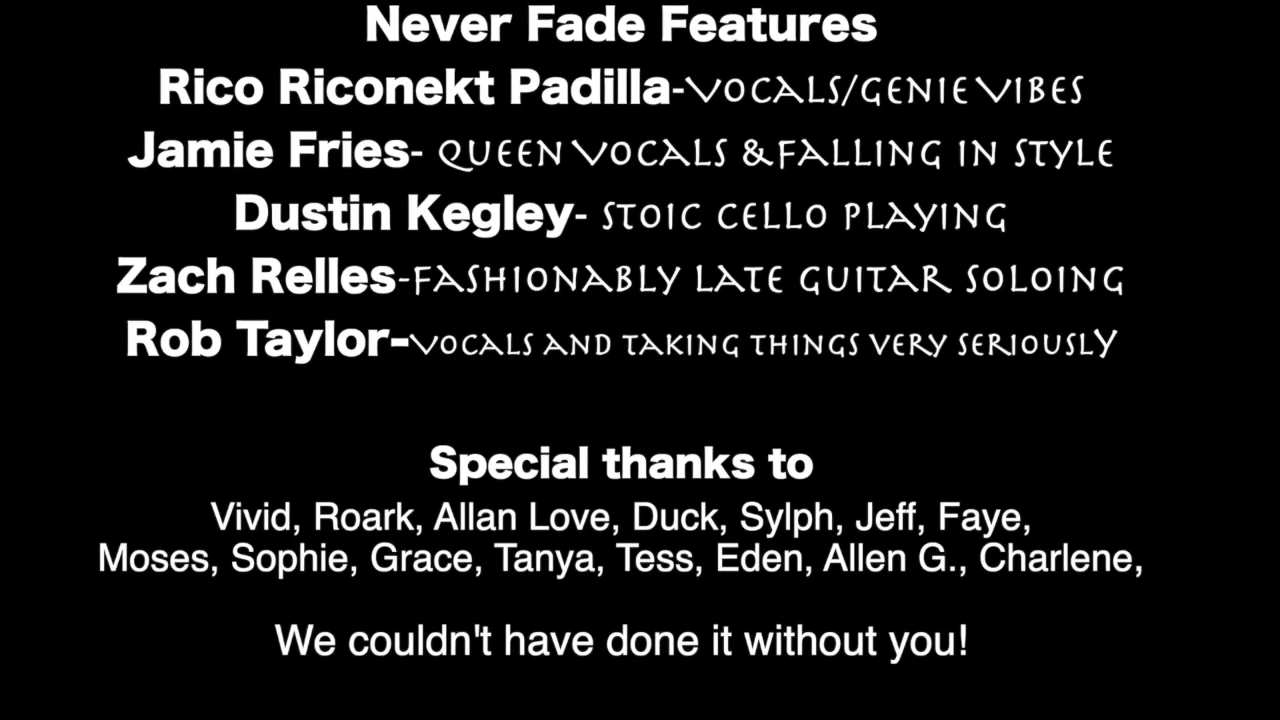 Never Fade Features
Rico Riconekt Padilla-VOCALS/GENIE VIBES
Jamie Fries- QUEEN VOCALS &FALLING IN STYLE
Dustin Kegley- STOIC CELLO PLAYING
Zach Relles-FASHIONABLY LATE GUITAR SOLOING
Rob Taylor-VOCALS AND TAKING THINGS VERY SERIOUSLY
Special thanks to
Vivid, Roark, Allan Love, Duck, Sylph, Jeff, Faye,
Moses, Sophie, Grace, Tanya, Tess, Eden, Allen G., Charlene,
We couldn't have done it without you!